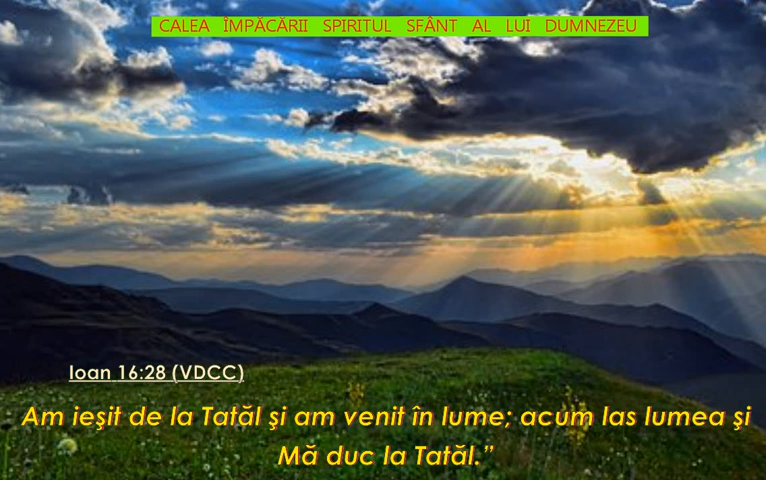 CALEA ÎMPĂCĂRII SPIRITUL SFÂNT AL LUI DUMNEZEU
Ioan 16:28 (VDCC)
Am ieşit de la Tatăl şi am venit în lume; acum las lumea şi
Mă duc la Tatăl.”